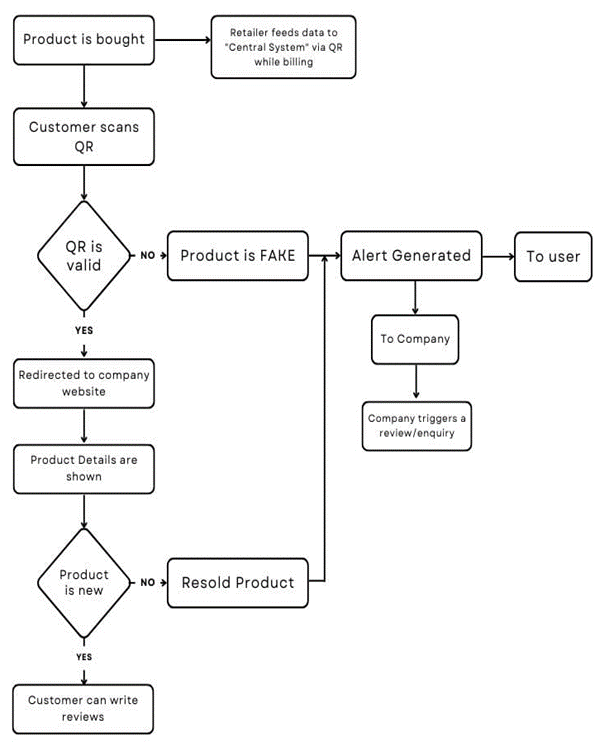 Product is bought
Retailer feeds data to
"Central System" via QR
while billing
Customer scans
QR
QR is
valid
NO
Product is FAKE
Alert Generated
To user
YES
To Company
Redirected to company
website
Company triggers a
review/enquiry
Product Details are
shown
Product
is new
NO
Resold Product
YES
Customer can write
reviews